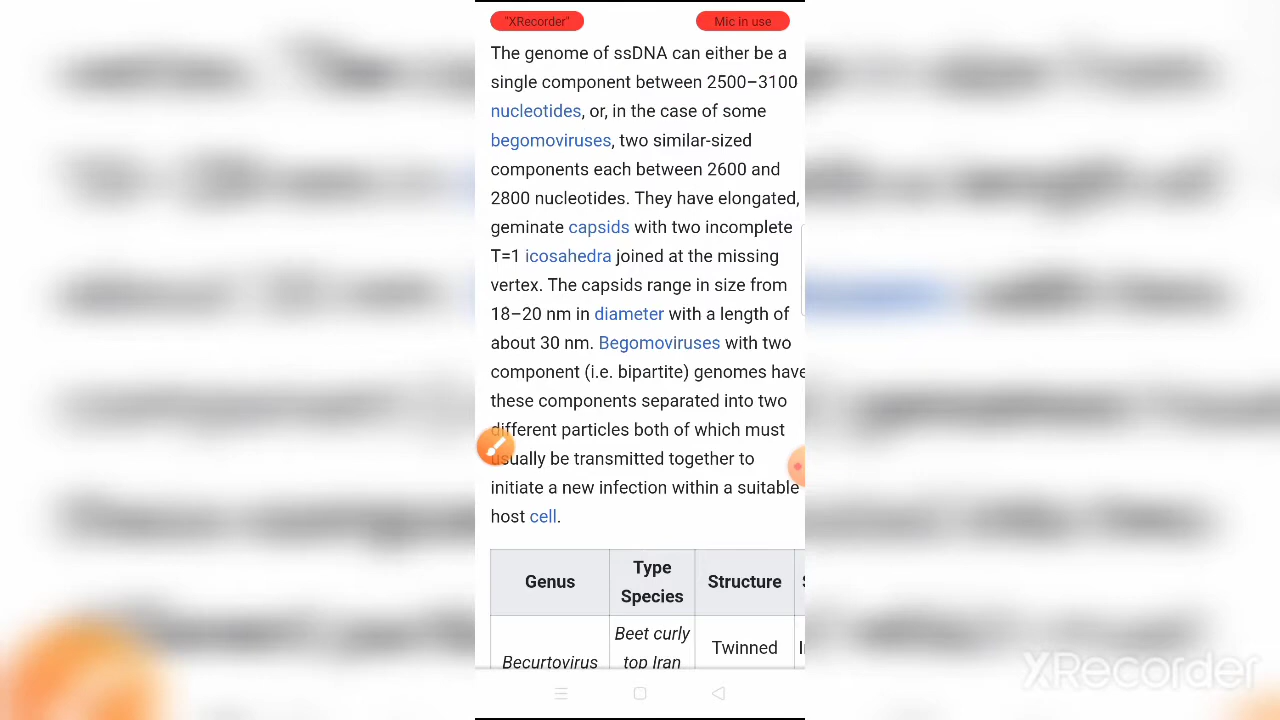 "XRecorder"
Mic in use
The genome of ssDNA can either be a
single component between 2500–3100
nucleotides, or, in the case of some
begomoviruses, two similar-sized
components each between 2600 and
2800 nucleotides. They have elongated,
geminate capsids with two incomplete
T=1 icosahedra joined at the missing
vertex. The capsids range in size from
18–20 nm in diameter with a length of
about 30 nm. Begomoviruses with two
component (i.e. bipartite) genomes have
these components separated into two
different particles both of which must
usually be transmitted together to
initiate a new infection within a suitable
host cell.
Genus
Type
Species
Structure
Becurtovirus
Beet curly
top Iran
Twinned
XRecorder